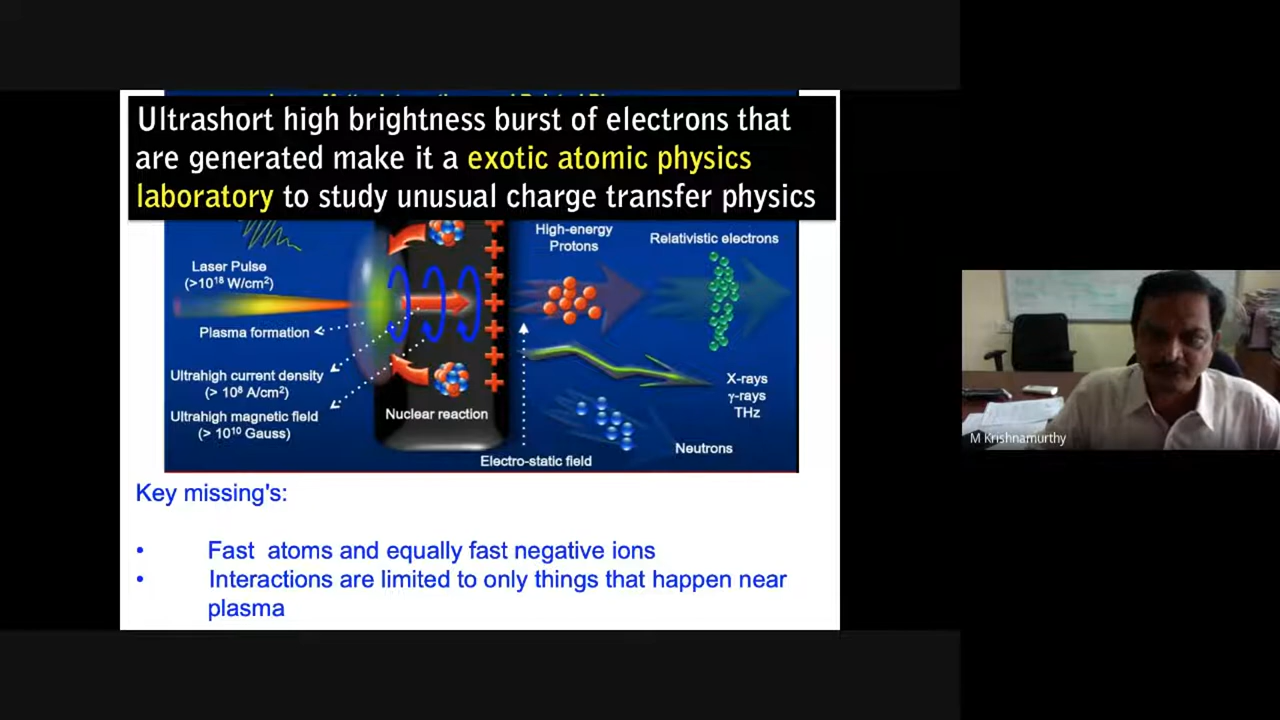 Ultrashort high brightness burst of electrons that
are generated make it a exotic atomic physics
laboratory to study unusual charge transfer physics
High-energy
Protons
Relativistic electrons
Laser Pulse
(>10¹⁸ W/cm²)
Plasma formation
Ultrahigh current density
(> 10⁸ A/cm²)
Ultrahigh magnetic field
(> 10¹⁰ Gauss)
Nuclear reaction
X-rays
γ-rays
THz
Neutrons
Electro-static field
M Krishnamurthy
Key missing's:
• Fast atoms and equally fast negative ions
• Interactions are limited to only things that happen near
plasma